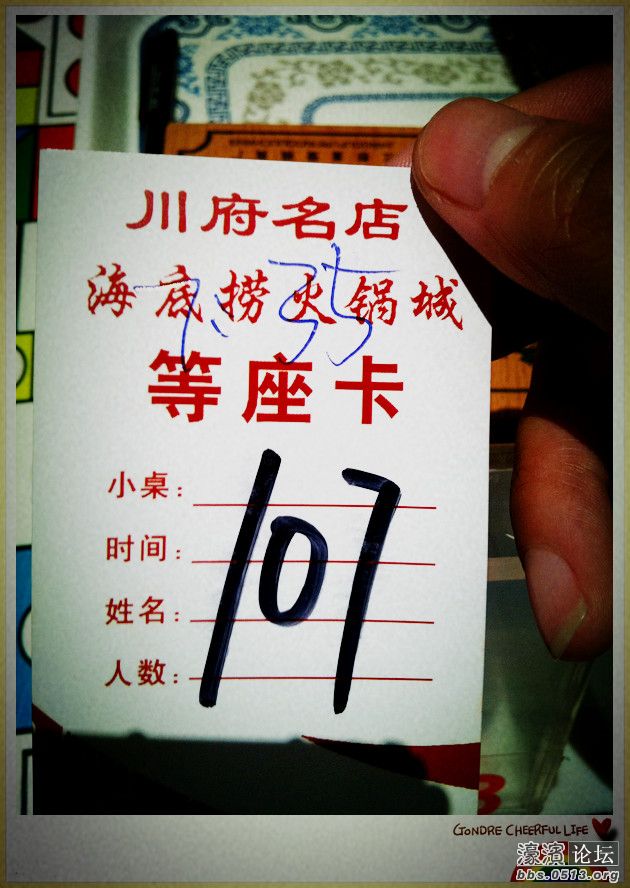 川府名店
海底捞火锅城
等座卡
小桌:
时间:
姓名:
人数:
107
GONDRE CHEERFUL LIFE
濠滨论坛
bbs.0513.org